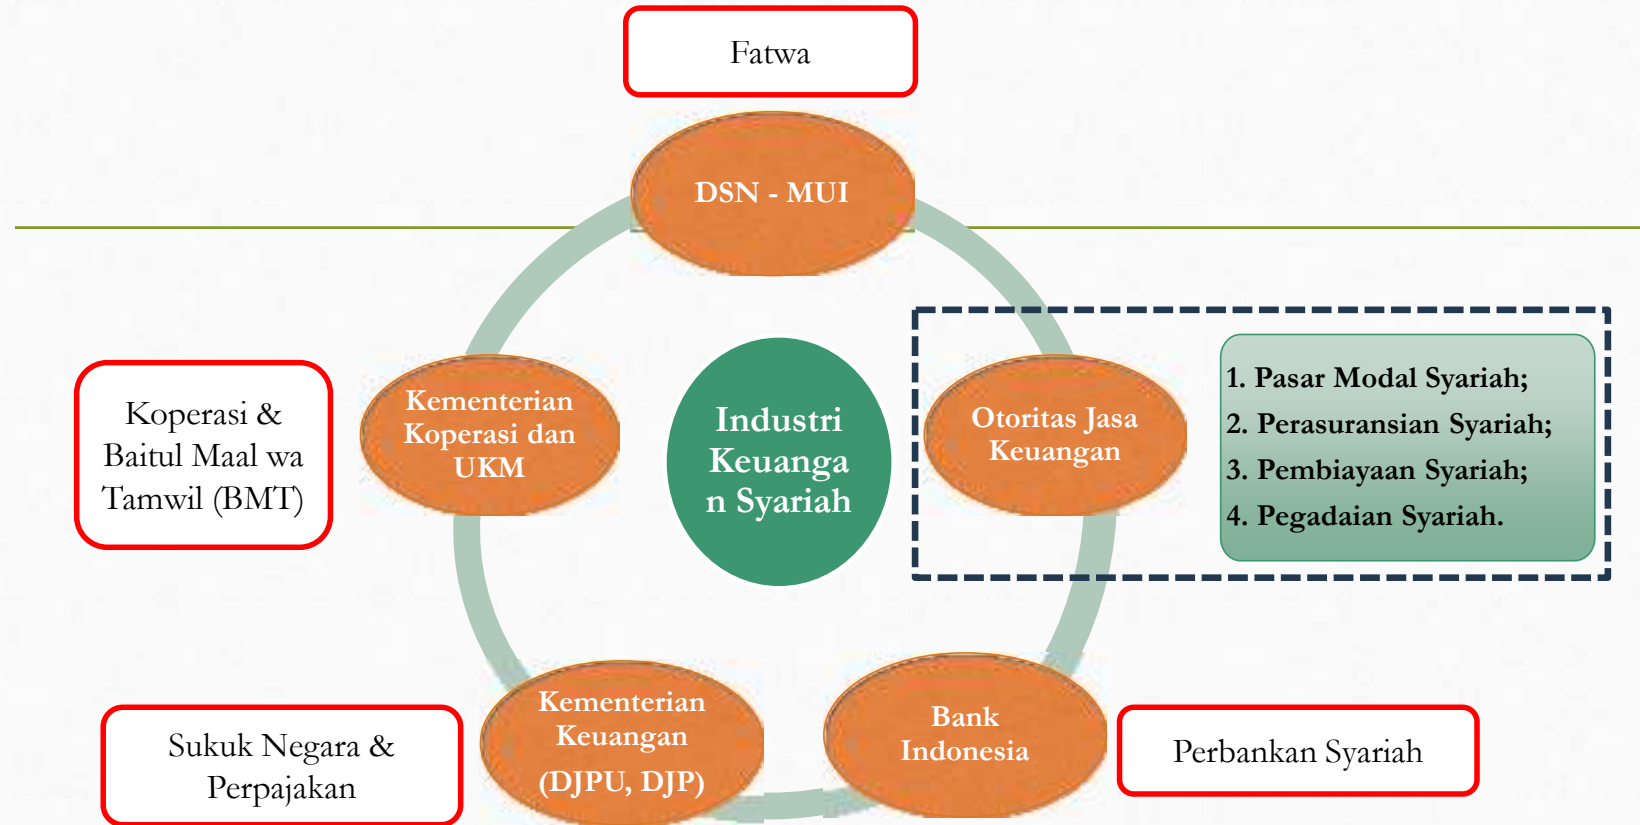 Fatwa
DSN - MUI
Kementerian
Koperasi dan
UKM
Koperasi &
Baitul Maal wa
Tamwil (BMT)
Industri
Keuanga
n Syariah
Otoritas Jasa
Keuangan
1. Pasar Modal Syariah;
2. Perasuransian Syariah;
3. Pembiayaan Syariah;
4. Pegadaian Syariah.
Kementerian
Keuangan
(DJPU, DJP)
Sukuk Negara &
Perpajakan
Bank
Indonesia
Perbankan Syariah